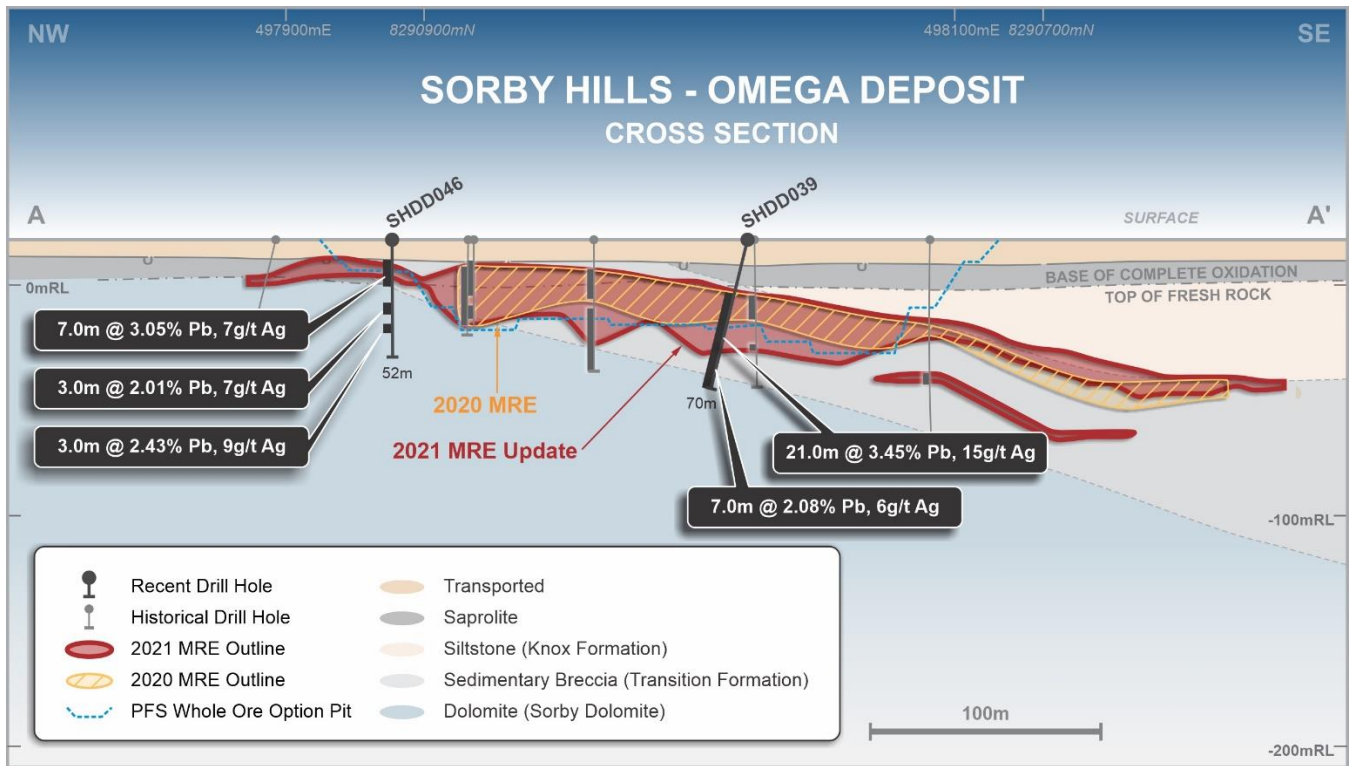 NW
497900mE
8290900mN
498100mE 8290700mN
SE
SORBY HILLS - OMEGA DEPOSIT
CROSS SECTION
A
SHDD046
SHDD039
SURFACE
A'
BASE OF COMPLETE OXIDATION
TOP OF FRESH ROCK
0mRL
7.0m @ 3.05% Pb, 7g/t Ag
3.0m @ 2.01% Pb, 7g/t Ag
3.0m @ 2.43% Pb, 9g/t Ag
52m
2020 MRE
2021 MRE Update
70m
21.0m @ 3.45% Pb, 15g/t Ag
7.0m @ 2.08% Pb, 6g/t Ag
-100mRL
Recent Drill Hole
Historical Drill Hole
2021 MRE Outline
2020 MRE Outline
PFS Whole Ore Option Pit
Transported
Saprolite
Siltstone (Knox Formation)
Sedimentary Breccia (Transition Formation)
Dolomite (Sorby Dolomite)
100m
-200mRL